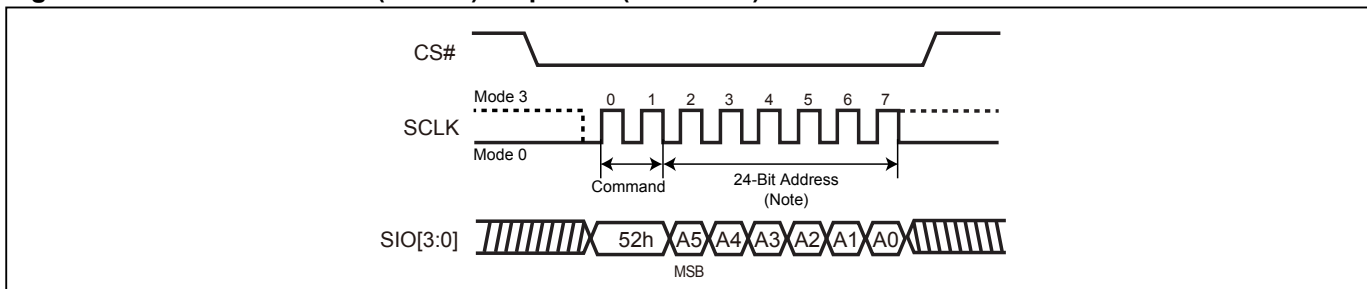 CS#
Mode 3
0 1 2 3 4 5 6 7
SCLK
Mode 0
Command
24-Bit Address
(Note)
SIO[3:0]
52h A5 A4 A3 A2 A1 A0
MSB